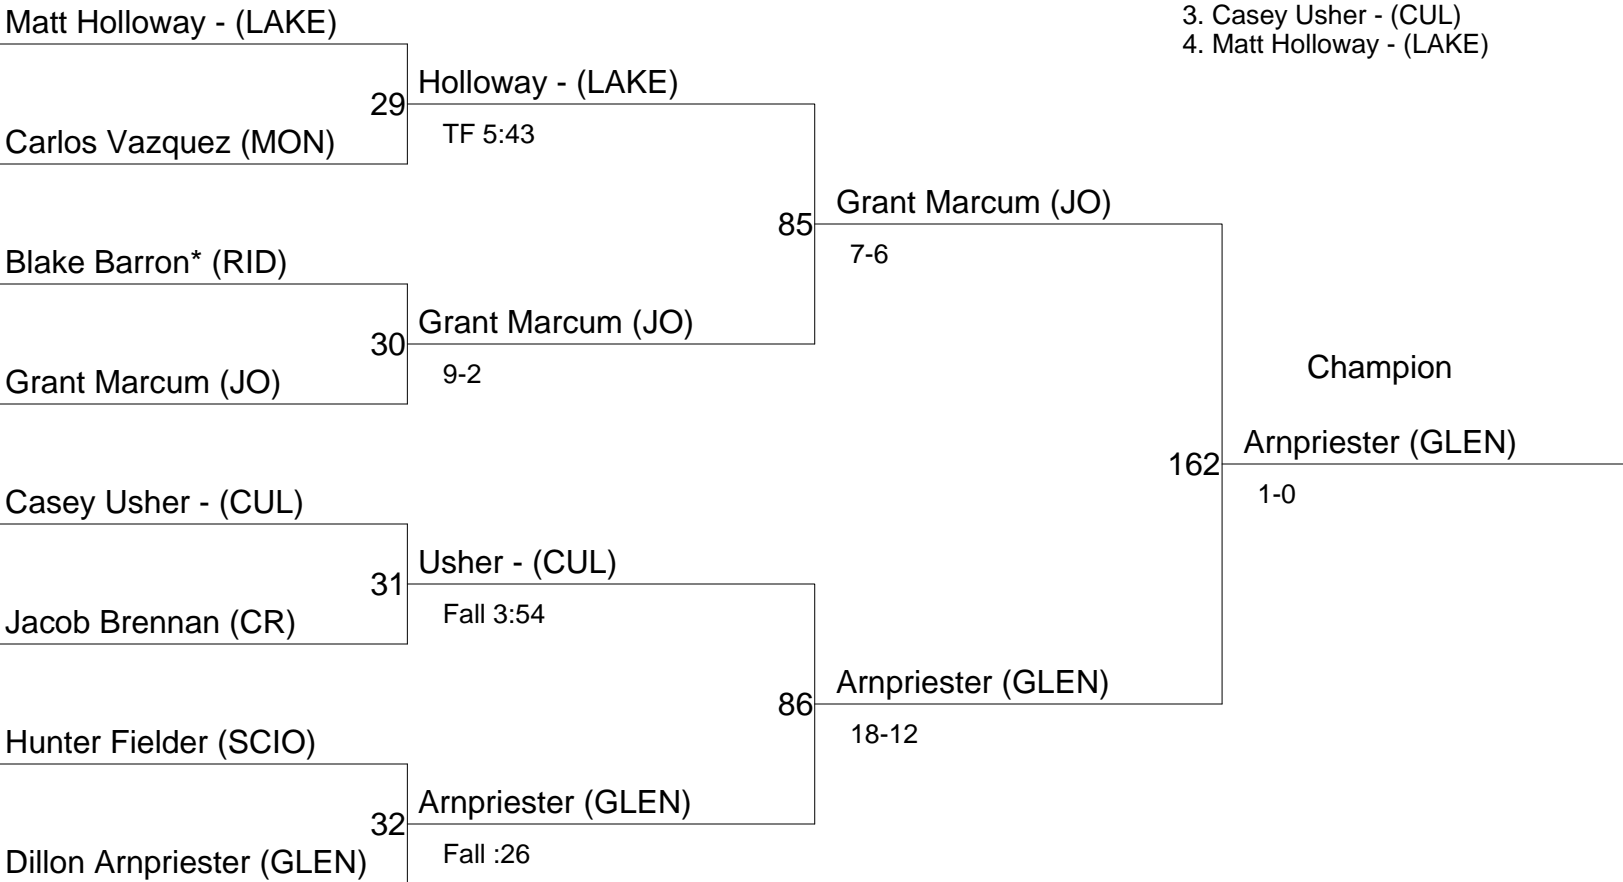 Matt Holloway - (LAKE)
3. Casey Usher - (CUL)
4. Matt Holloway - (LAKE)
Holloway - (LAKE)
29
TF 5:43
Carlos Vazquez (MON)
Grant Marcum (JO)
85
7-6
Blake Barron* (RID)
Grant Marcum (JO)
30
9-2
Grant Marcum (JO)
Champion
Arnpriester (GLEN)
162
1-0
Casey Usher - (CUL)
Usher - (CUL)
31
Fall 3:54
Jacob Brennan (CR)
Arnpriester (GLEN)
86
18-12
Hunter Fielder (SCIO)
Arnpriester (GLEN)
32
Fall :26
Dillon Arnpriester (GLEN)